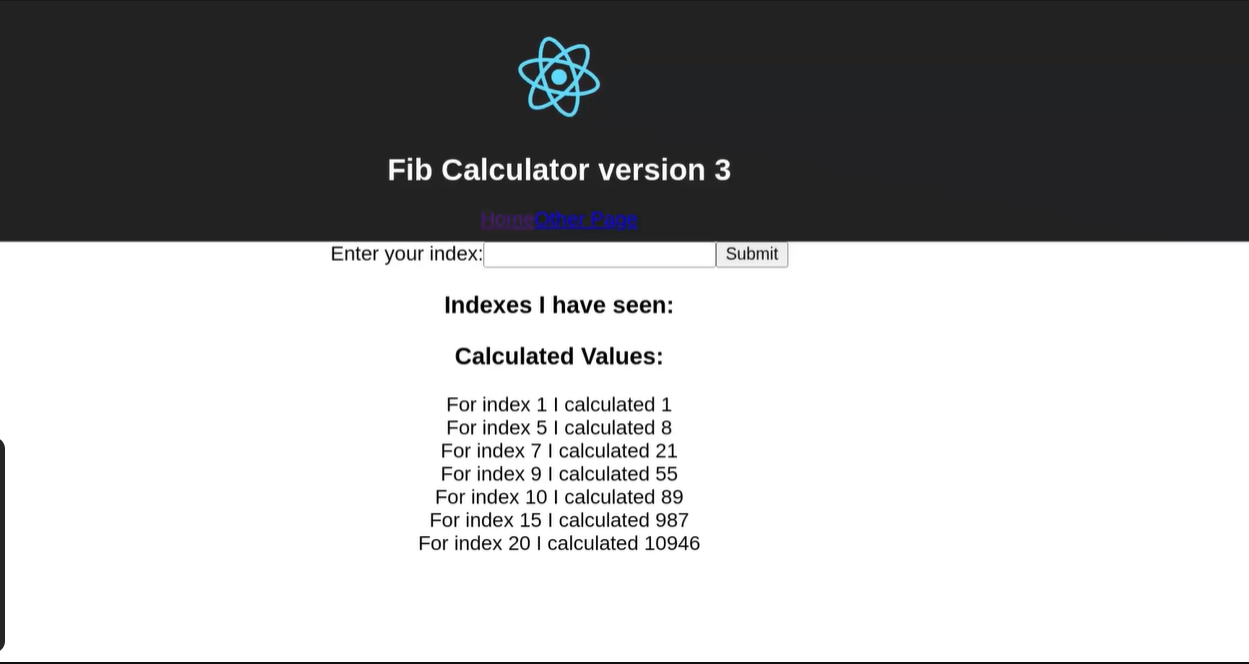 Fib Calculator version 3
HomeOther Page
Enter your index: Submit
Indexes I have seen:
Calculated Values:
For index 1 I calculated 1
For index 5 I calculated 8
For index 7 I calculated 21
For index 9 I calculated 55
For index 10 I calculated 89
For index 15 I calculated 987
For index 20 I calculated 10946